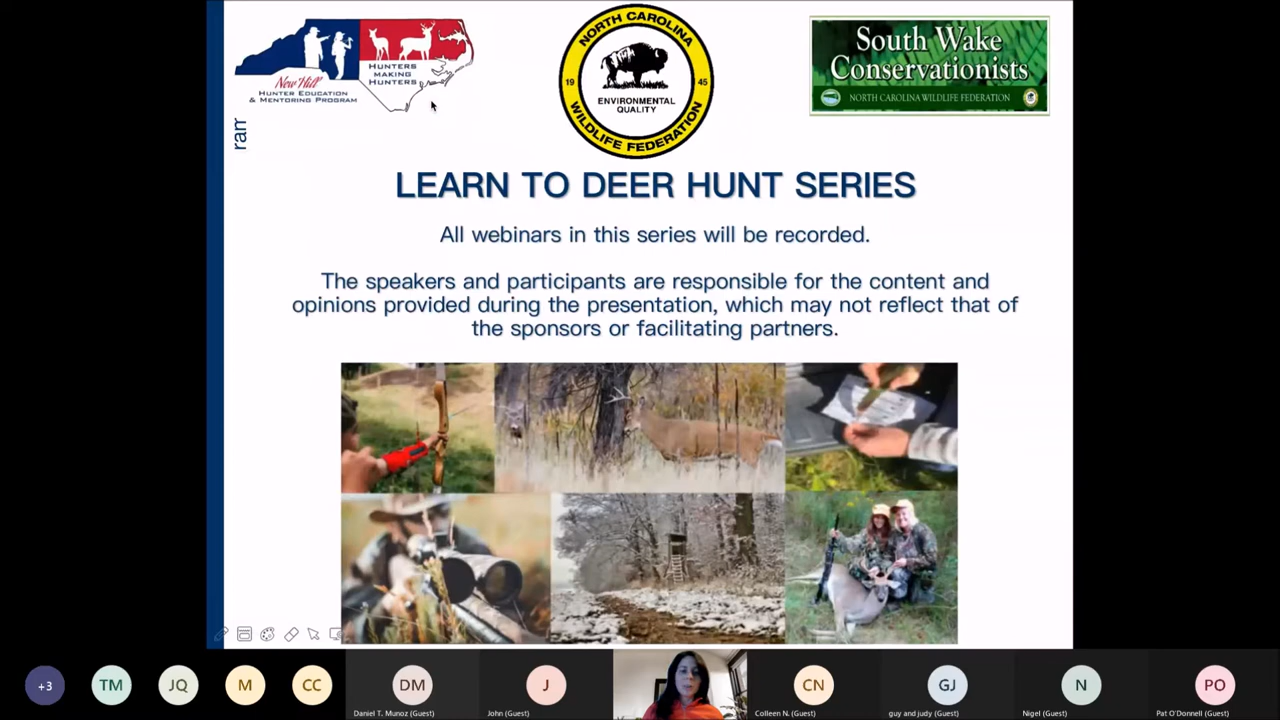 New Hill
HUNTER EDUCATION
& MENTORING PROGRAM
HUNTERS
MAKING
HUNTERS
NORTH CAROLINA
19
45
ENVIRONMENTAL
QUALITY
WILDLIFE FEDERATION
South Wake
Conservationists
NORTH CAROLINA WILDLIFE FEDERATION
ram
LEARN TO DEER HUNT SERIES
All webinars in this series will be recorded.
The speakers and participants are responsible for the content and
opinions provided during the presentation, which may not reflect that of
the sponsors or facilitating partners.
+3
TM
JQ
M
CC
DM
J
CN
GJ
N
PO
Daniel T. Munoz (Guest)
John (Guest)
Colleen N. (Guest)
guy and judy (Guest)
Nigel (Guest)
Pat O'Donnell (Guest)